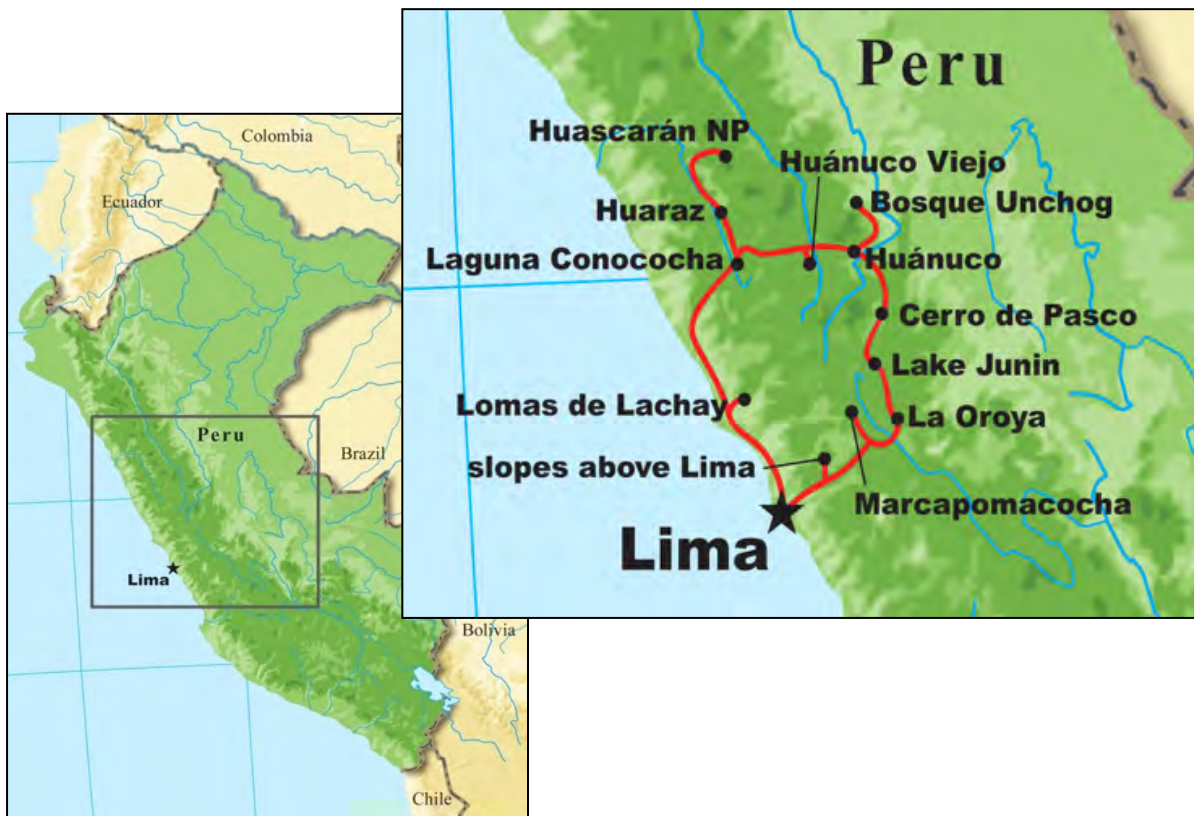 Colombia
Ecuador
Peru
Brazil
Lima
Bolivia
Chile
Peru
Huascarán NP
Huánuco Viejo
Bosque Unchog
Huaraz
Laguna Conococha
Huánuco
Cerro de Pasco
Lake Junin
Lomas de Lachay
La Oroya
slopes above Lima
Marcapomacocha
Lima